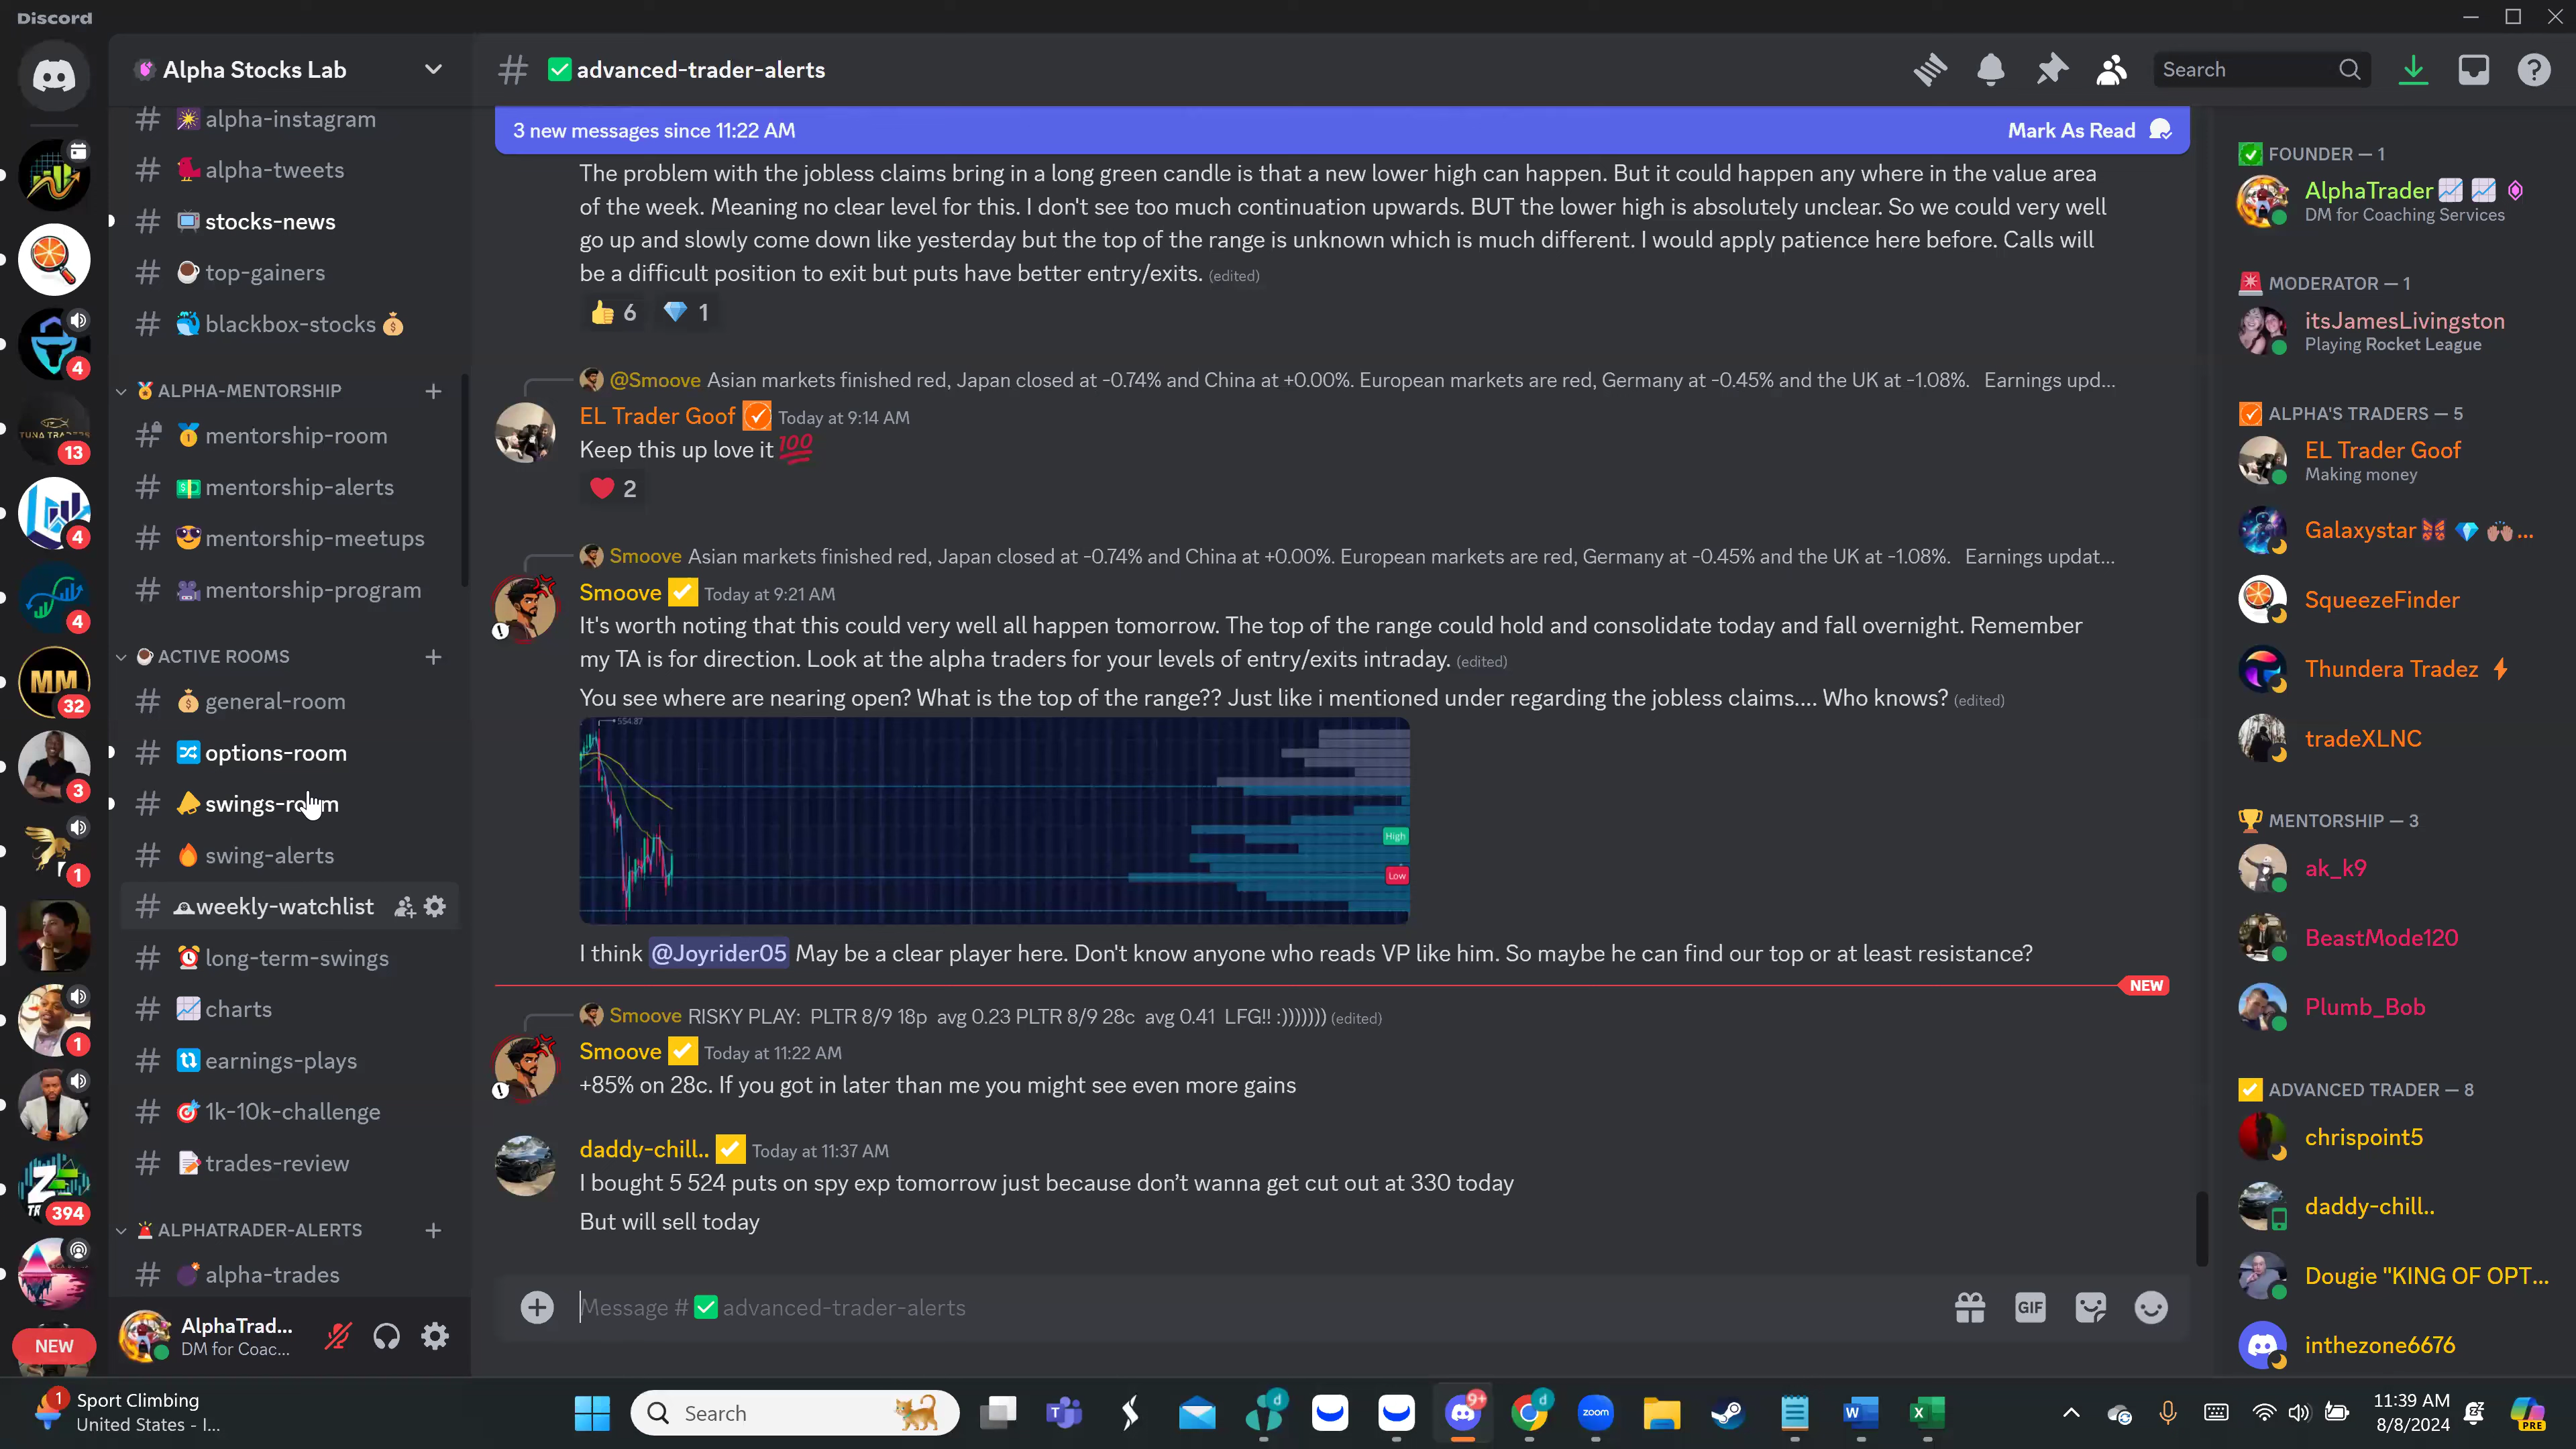 Discord
Alpha Stocks Lab
alpha-instagram
alpha-tweets
stocks-news
top-gainers
blackbox-stocks
ALPHA-MENTORSHIP
mentorship-room
mentorship-alerts
mentorship-meetups
mentorship-program
ACTIVE ROOMS
general-room
options-room
swings-room
swing-alerts
weekly-watchlist
long-term-swings
charts
earnings-plays
1k-10k-challenge
trades-review
ALPHATRADER-ALERTS
alpha-trades
AlphaTrad...
DM for Coac...
4
TUNA TRADERS
13
4
4
MM
32
3
1
1
394
NEW
# ✅ advanced-trader-alerts
Search
3 new messages since 11:22 AM
Mark As Read
The problem with the jobless claims bring in a long green candle is that a new lower high can happen. But it could happen any where in the value area
of the week. Meaning no clear level for this. I don't see too much continuation upwards. BUT the lower high is absolutely unclear. So we could very well
go up and slowly come down like yesterday but the top of the range is unknown which is much different. I would apply patience here before. Calls will
be a difficult position to exit but puts have better entry/exits. (edited)
👍 6 💎 1
@Smoove Asian markets finished red, Japan closed at -0.74% and China at +0.00%. European markets are red, Germany at -0.45% and the UK at -1.08%. Earnings upd...
EL Trader Goof Today at 9:14 AM
Keep this up love it 💯
❤️ 2
Smoove Asian markets finished red, Japan closed at -0.74% and China at +0.00%. European markets are red, Germany at -0.45% and the UK at -1.08%. Earnings updat...
Smoove Today at 9:21 AM
It's worth noting that this could very well all happen tomorrow. The top of the range could hold and consolidate today and fall overnight. Remember
my TA is for direction. Look at the alpha traders for your levels of entry/exits intraday. (edited)
You see where are nearing open? What is the top of the range?? Just like i mentioned under regarding the jobless claims.... Who knows? (edited)
554.87
High
Low
I think @Joyrider05 May be a clear player here. Don't know anyone who reads VP like him. So maybe he can find our top or at least resistance?
NEW
Smoove RISKY PLAY: PLTR 8/9 18p avg 0.23 PLTR 8/9 28c avg 0.41 LFG!! :))))))) (edited)
Smoove Today at 11:22 AM
+85% on 28c. If you got in later than me you might see even more gains
daddy-chill.. Today at 11:37 AM
I bought 5 524 puts on spy exp tomorrow just because don't wanna get cut out at 330 today
But will sell today
Message # ✅ advanced-trader-alerts
GIF
FOUNDER — 1
AlphaTrader
DM for Coaching Services
MODERATOR — 1
itsJamesLivingston
Playing Rocket League
ALPHA'S TRADERS — 5
EL Trader Goof
Making money
Galaxystar ...
SqueezeFinder
Thundera Tradez
tradeXLNC
MENTORSHIP — 3
ak_k9
BeastMode120
Plumb_Bob
ADVANCED TRADER — 8
chrispoint5
daddy-chill..
Dougie "KING OF OPT...
inthezone6676
1
Sport Climbing
United States - I...
Search
9+
zoom
11:39 AM
8/8/2024
PRE